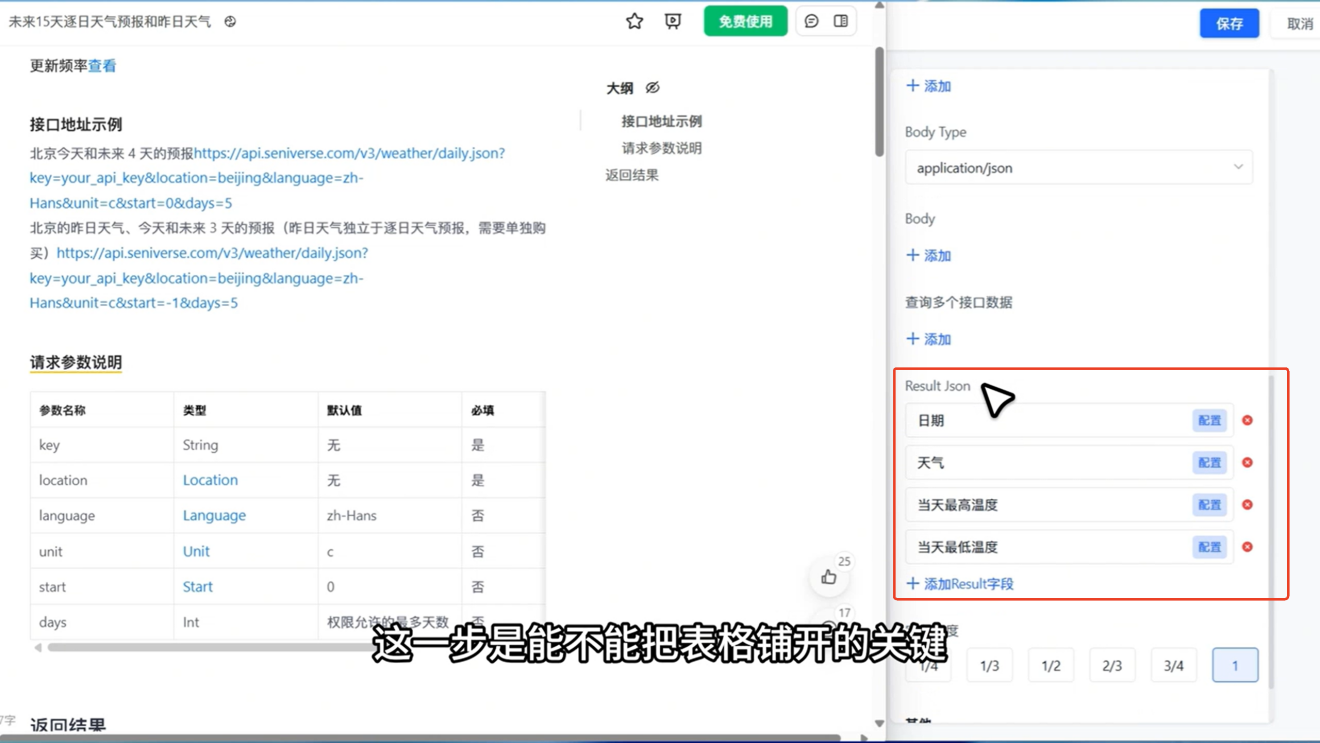 未来15天逐日天气预报和昨日天气
免费使用
更新频率查看
接口地址示例
北京今天和未来 4 天的预报https://api.seniverse.com/v3/weather/daily.json?
key=your_api_key&location=beijing&language=zh-
Hans&unit=c&start=0&days=5
北京的昨日天气、今天和未来 3 天的预报（昨日天气独立于逐日天气预报，需要单独购
买）https://api.seniverse.com/v3/weather/daily.json?
key=your_api_key&location=beijing&language=zh-
Hans&unit=c&start=-1&days=5
请求参数说明
参数名称 类型 默认值 必填
key String 无 是
location Location 无 是
language Language zh-Hans 否
unit Unit c 否
start Start 0 否
days Int 权限允许的最多天数 否
返回结果
大纲
接口地址示例
请求参数说明
返回结果
25
17
保存 取消
添加
Body Type
application/json
Body
添加
查询多个接口数据
添加
Result Json
日期 配置
天气 配置
当天最高温度 配置
当天最低温度 配置
添加Result字段
度
1/4 1/3 1/2 2/3 3/4 1
其他
这一步是能不能把表格铺开的关键